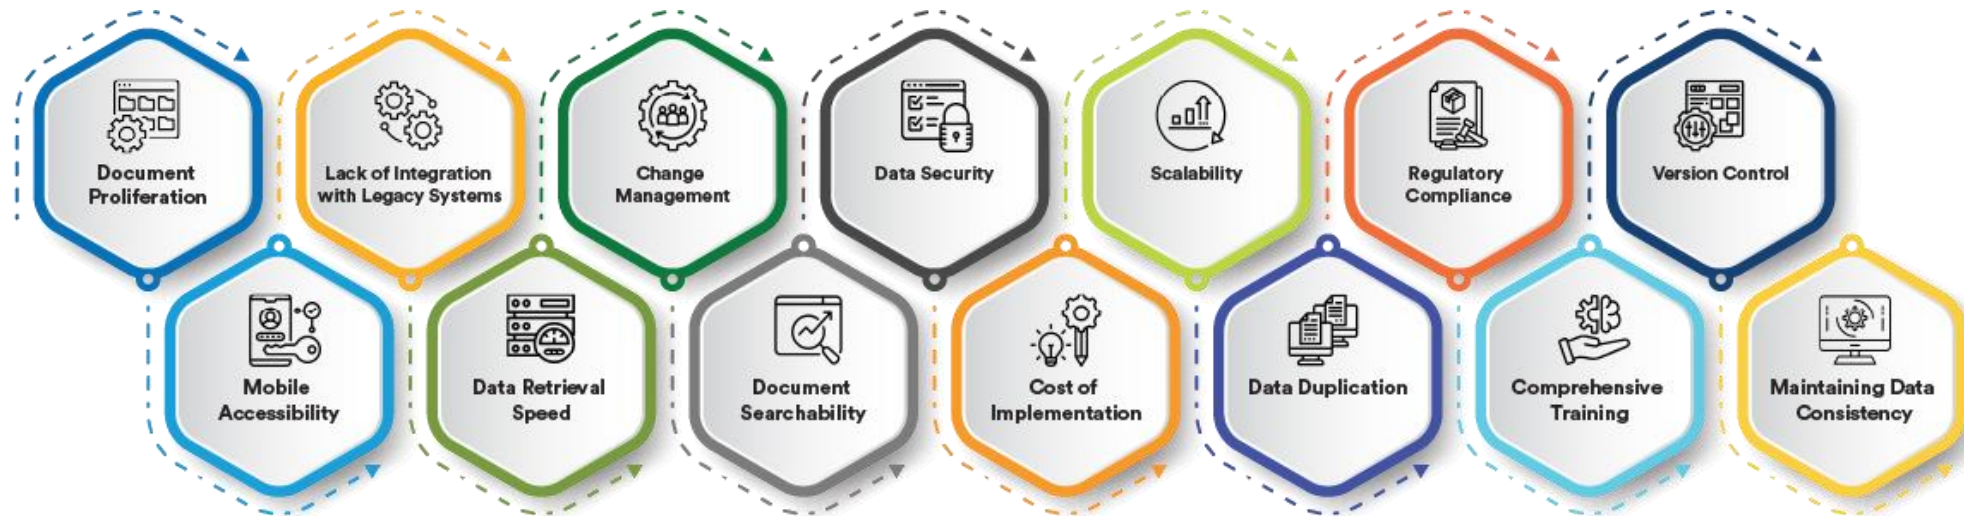 Document
Proliferation
Lack of Integration
with Legacy Systems
Change
Management
Data Security
Scalability
Regulatory
Compliance
Version Control
Mobile
Accessibility
Data Retrieval
Speed
Document
Searchability
Cost of
Implementation
Data Duplication
Comprehensive
Training
Maintaining Data
Consistency